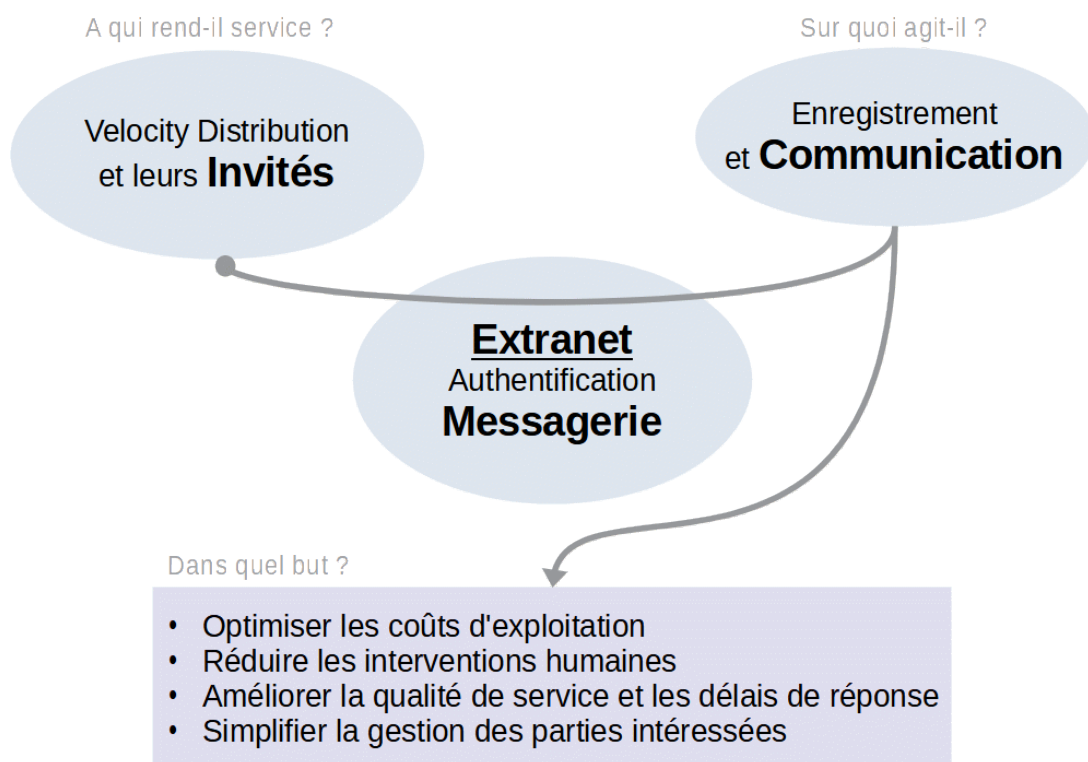 A qui rend-il service ?
Sur quoi agit-il ?
Velocity Distribution
et leurs Invités
Enregistrement
et Communication
Extranet
Authentification
Messagerie
Dans quel but ?
• Optimiser les coûts d'exploitation
• Réduire les interventions humaines
• Améliorer la qualité de service et les délais de réponse
• Simplifier la gestion des parties intéressées